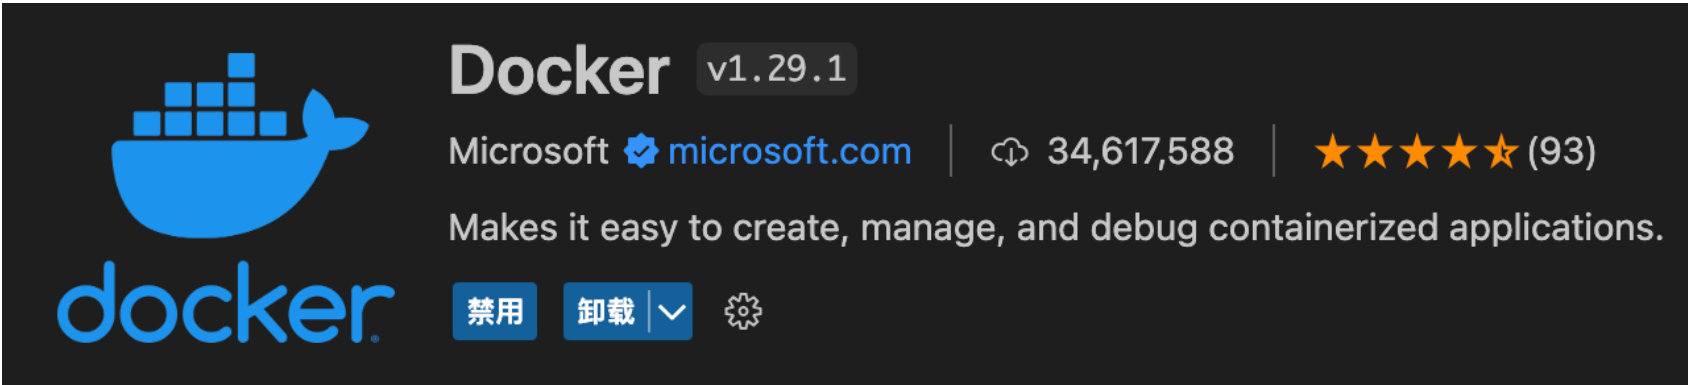 docker
Docker v1.29.1
Microsoft microsoft.com 34,617,588 (93)
Makes it easy to create, manage, and debug containerized applications.
禁用 卸载